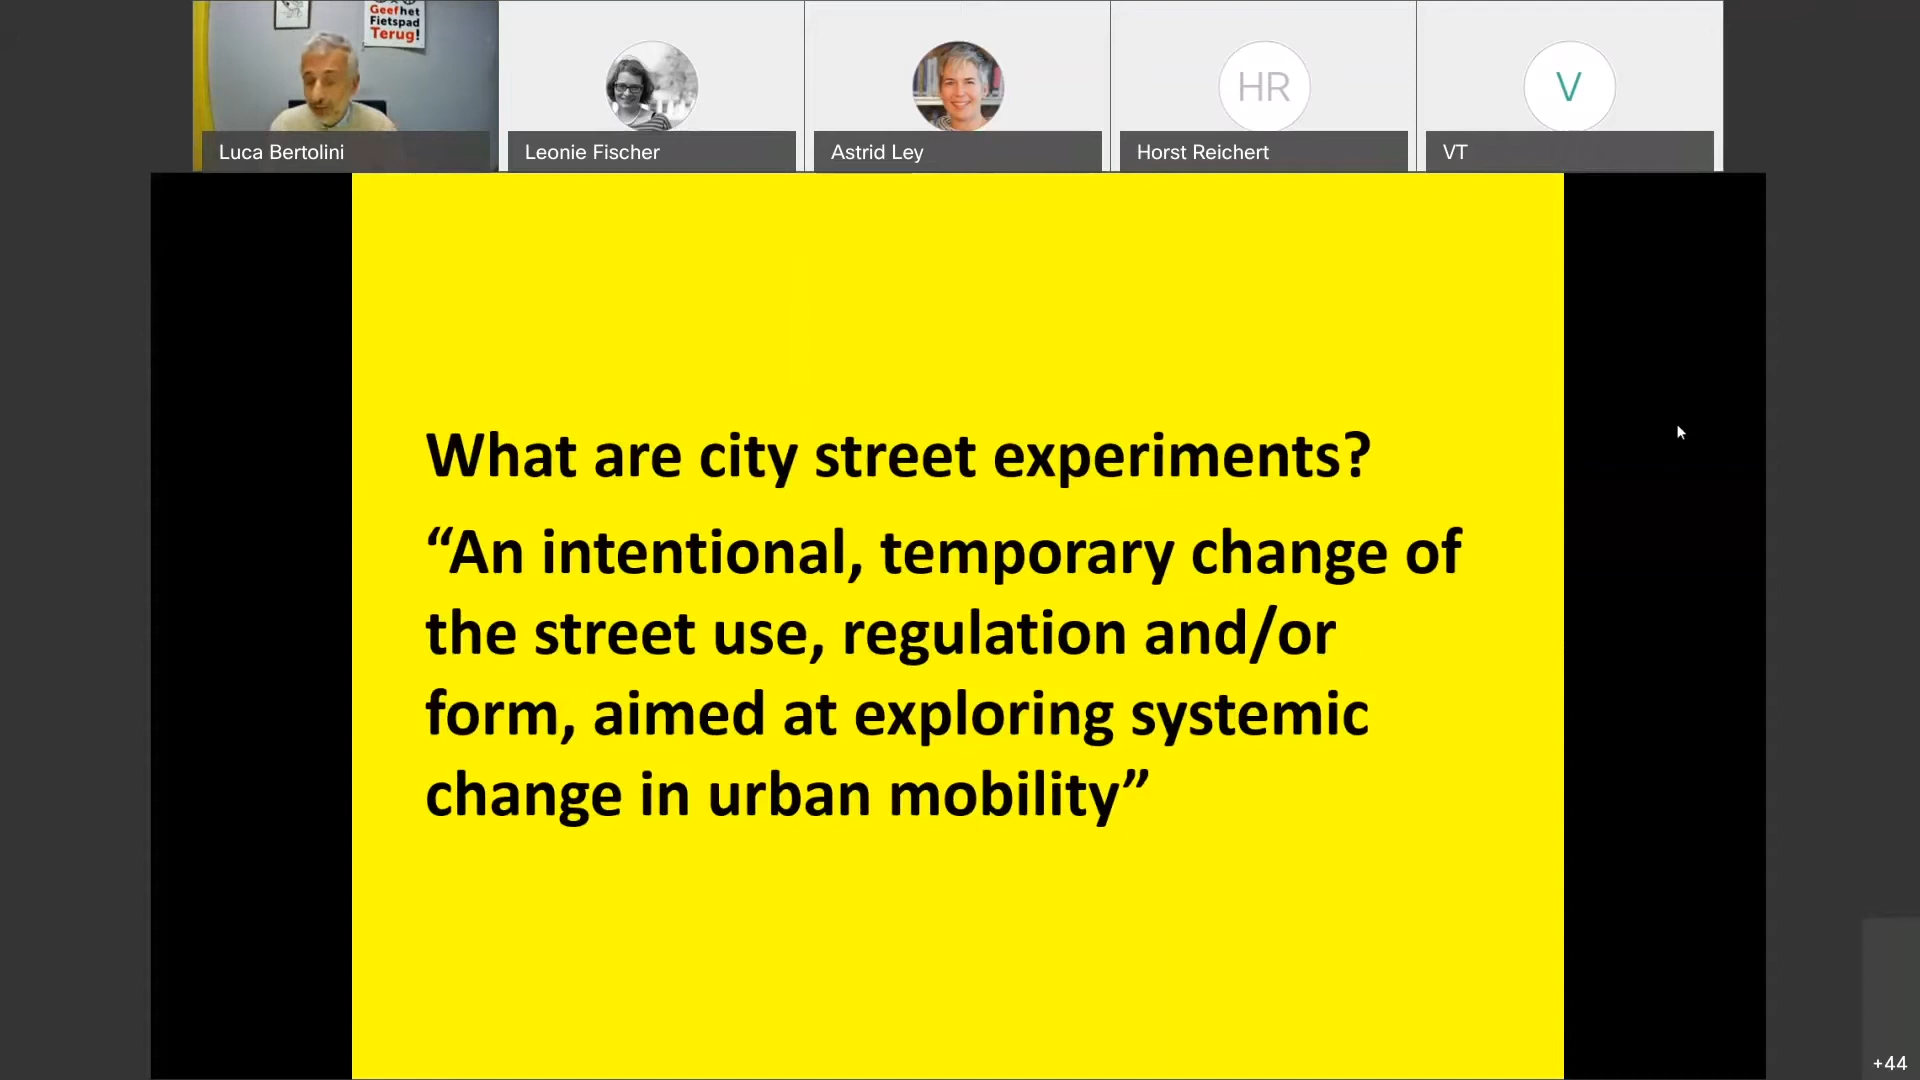 Geef het
Fietspad
Terug!
HR
V
Luca Bertolini
Leonie Fischer
Astrid Ley
Horst Reichert
VT
What are city street experiments?
“An intentional, temporary change of
the street use, regulation and/or
form, aimed at exploring systemic
change in urban mobility”
+44